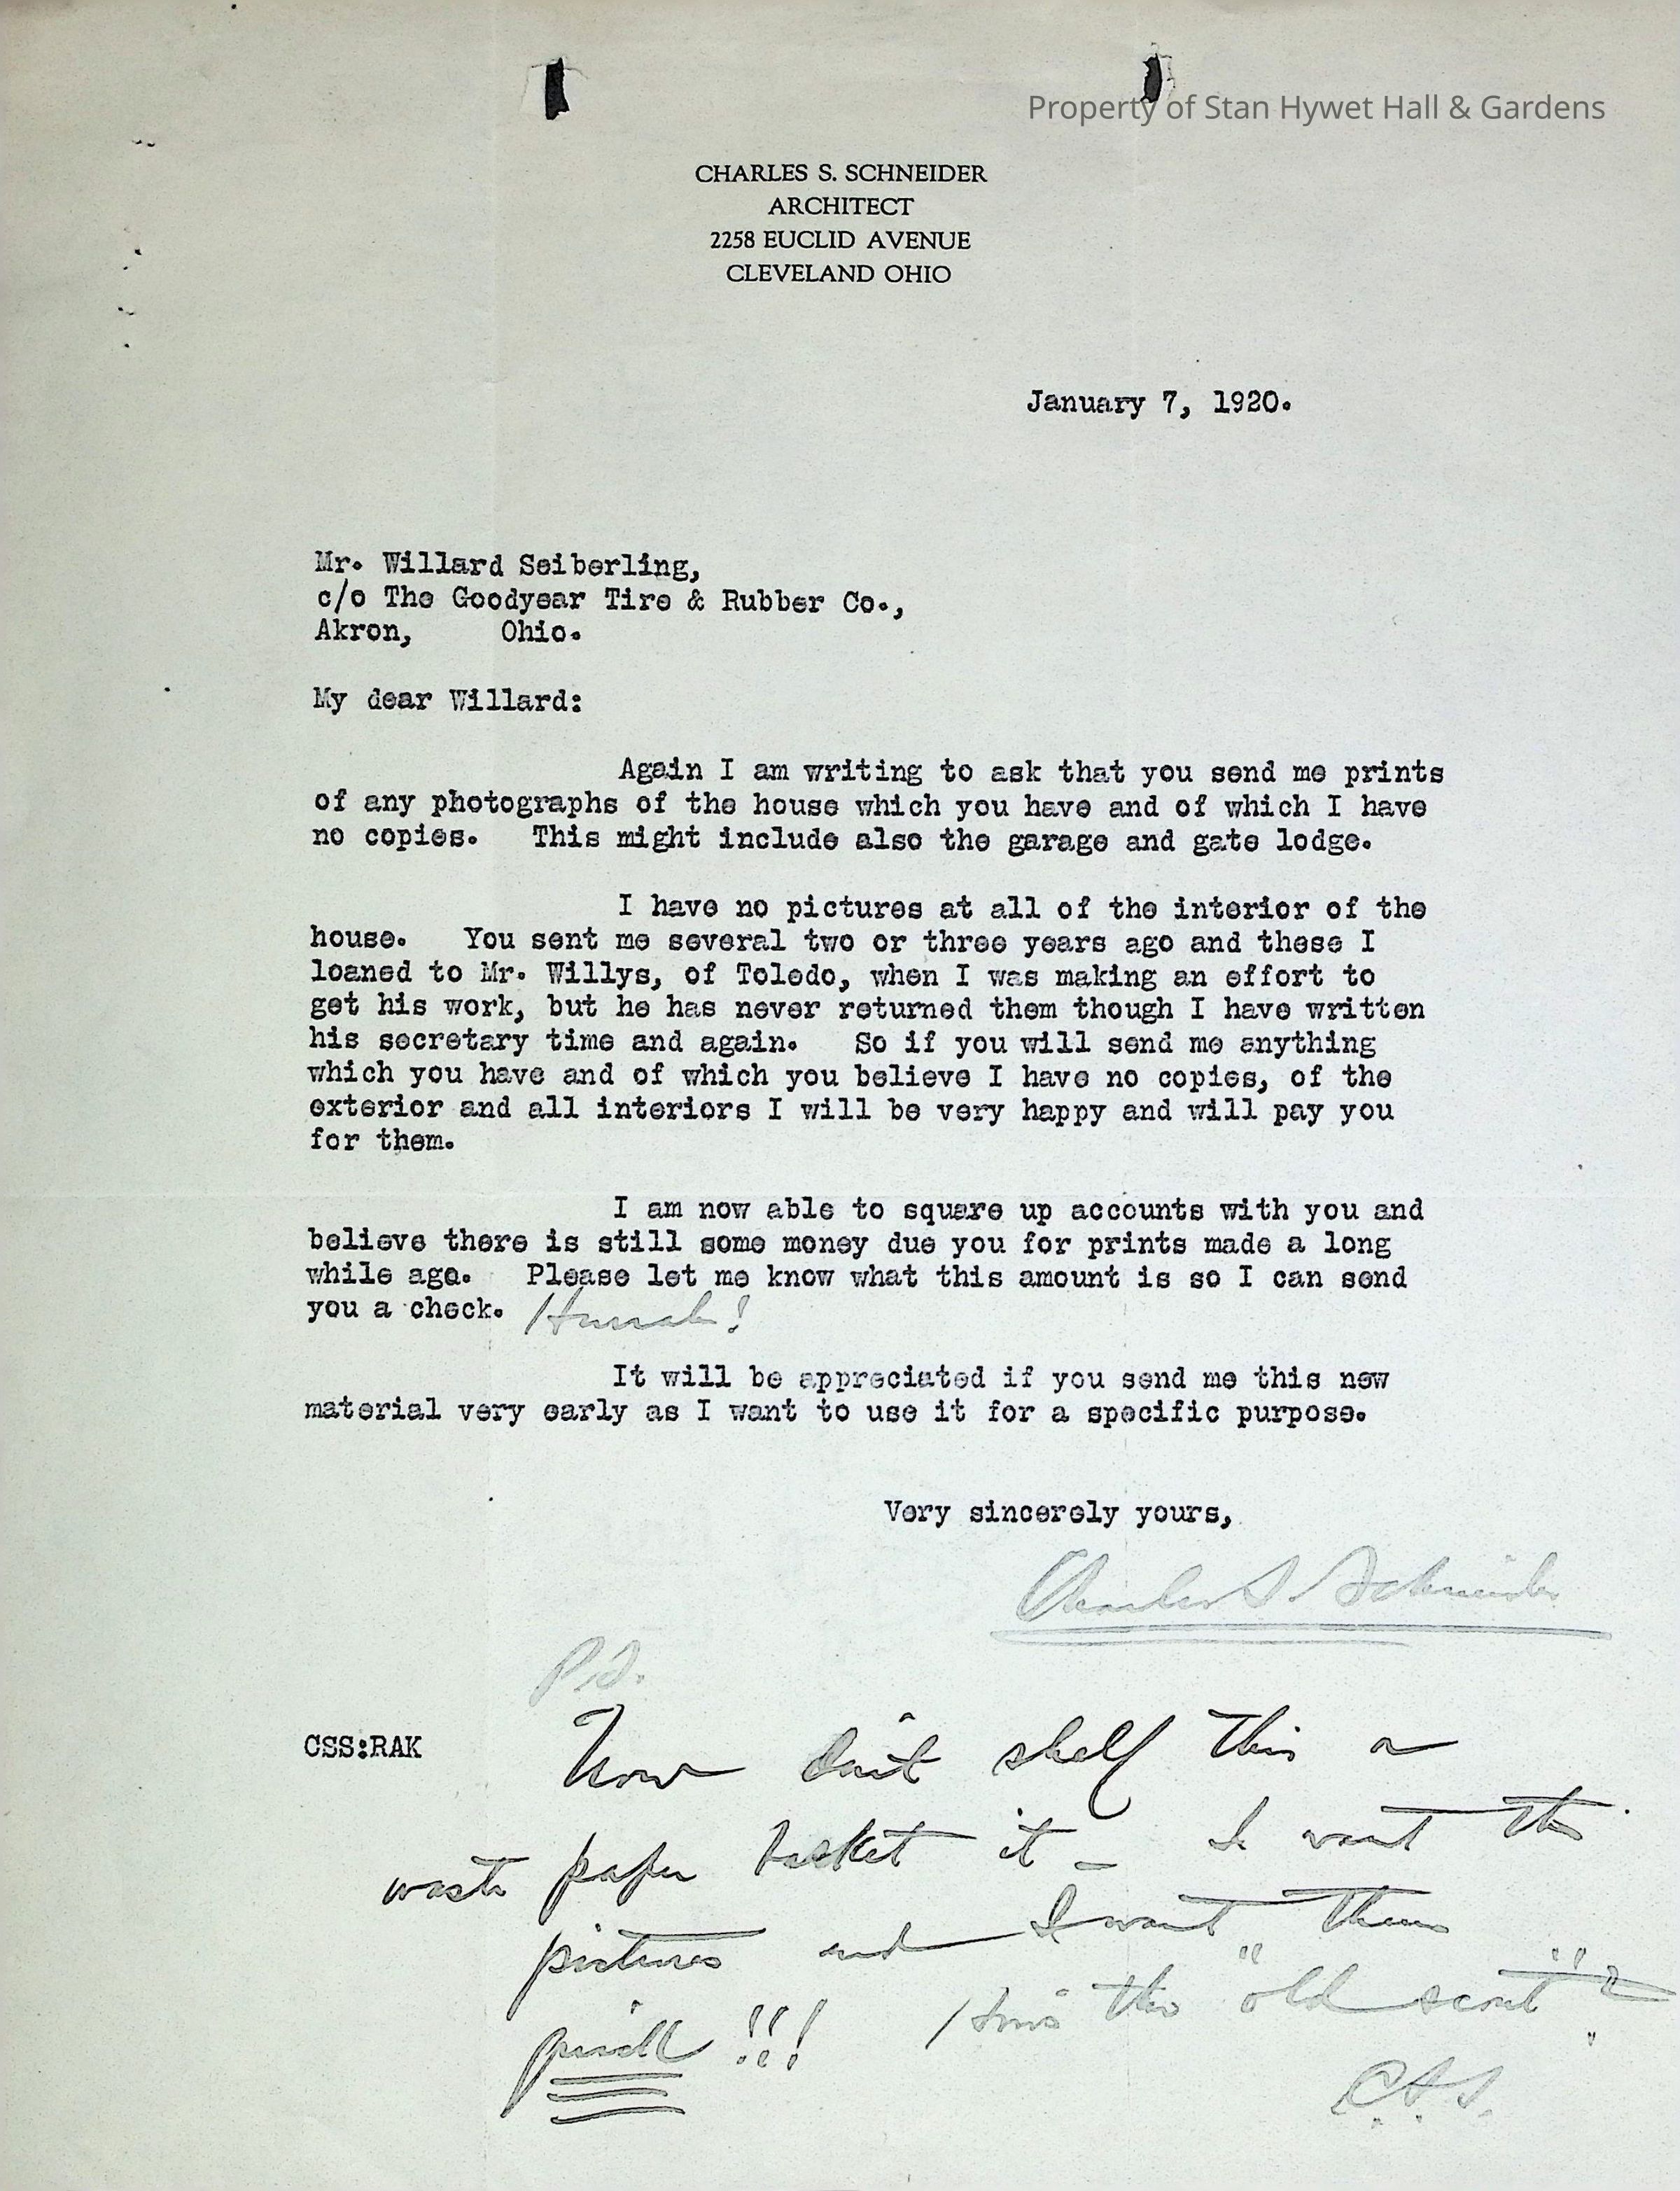 Property of Stan Hywet Hall & Gardens
CHARLES S. SCHNEIDER
ARCHITECT
2258 EUCLID AVENUE
CLEVELAND OHIO
January 7, 1920.
Mr. Willard Seiberling,
c/o The Goodyear Tire & Rubber Co.,
Akron, Ohio.
My dear Willard:
Again I am writing to ask that you send me prints
of any photographs of the house which you have and of which I have
no copies. This might include also the garage and gate lodge.
I have no pictures at all of the interior of the
house. You sent me several two or three years ago and these I
loaned to Mr. Willys, of Toledo, when I was making an effort to
get his work, but he has never returned them though I have written
his secretary time and again. So if you will send me anything
which you have and of which you believe I have no copies, of the
exterior and all interiors I will be very happy and will pay you
for them.
I am now able to square up accounts with you and
believe there is still some money due you for prints made a long
while ago. Please let me know what this amount is so I can send
you a check. Hurrah!
It will be appreciated if you send me this new
material very early as I want to use it for a specific purpose.
Very sincerely yours,
Charles S. Schneider
P.S.
CSS:RAK Now don't shelf this or
waste paper basket it – I want the
pictures and I want them
quick !!! How's the "old scout"?
C.S.S.